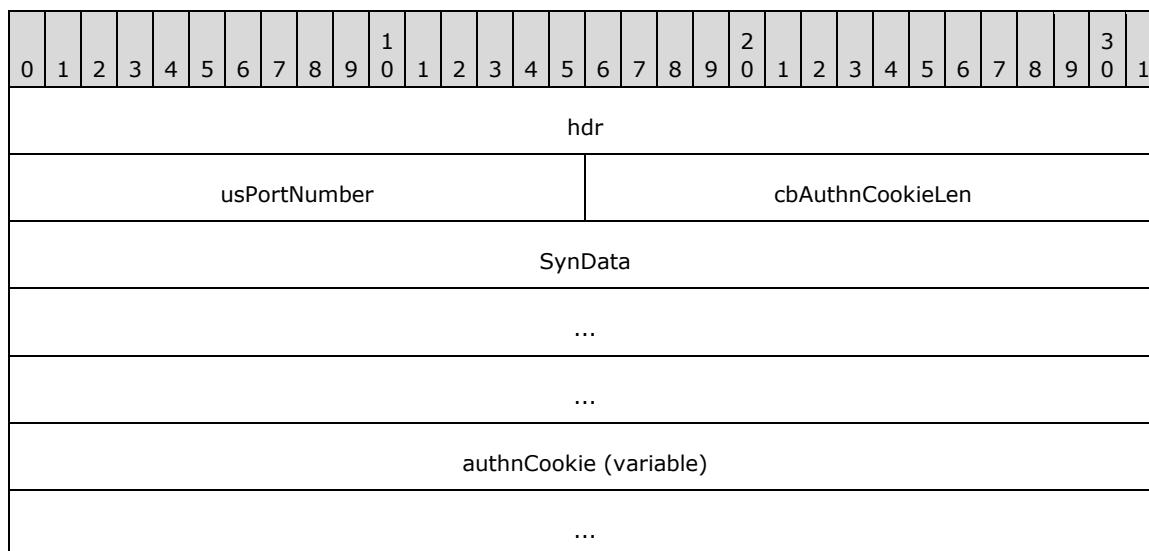 1 2 3
0 1 2 3 4 5 6 7 8 9 0 1 2 3 4 5 6 7 8 9 0 1 2 3 4 5 6 7 8 9 0 1
hdr
usPortNumber cbAuthnCookieLen
SynData
...
...
authnCookie (variable)
...